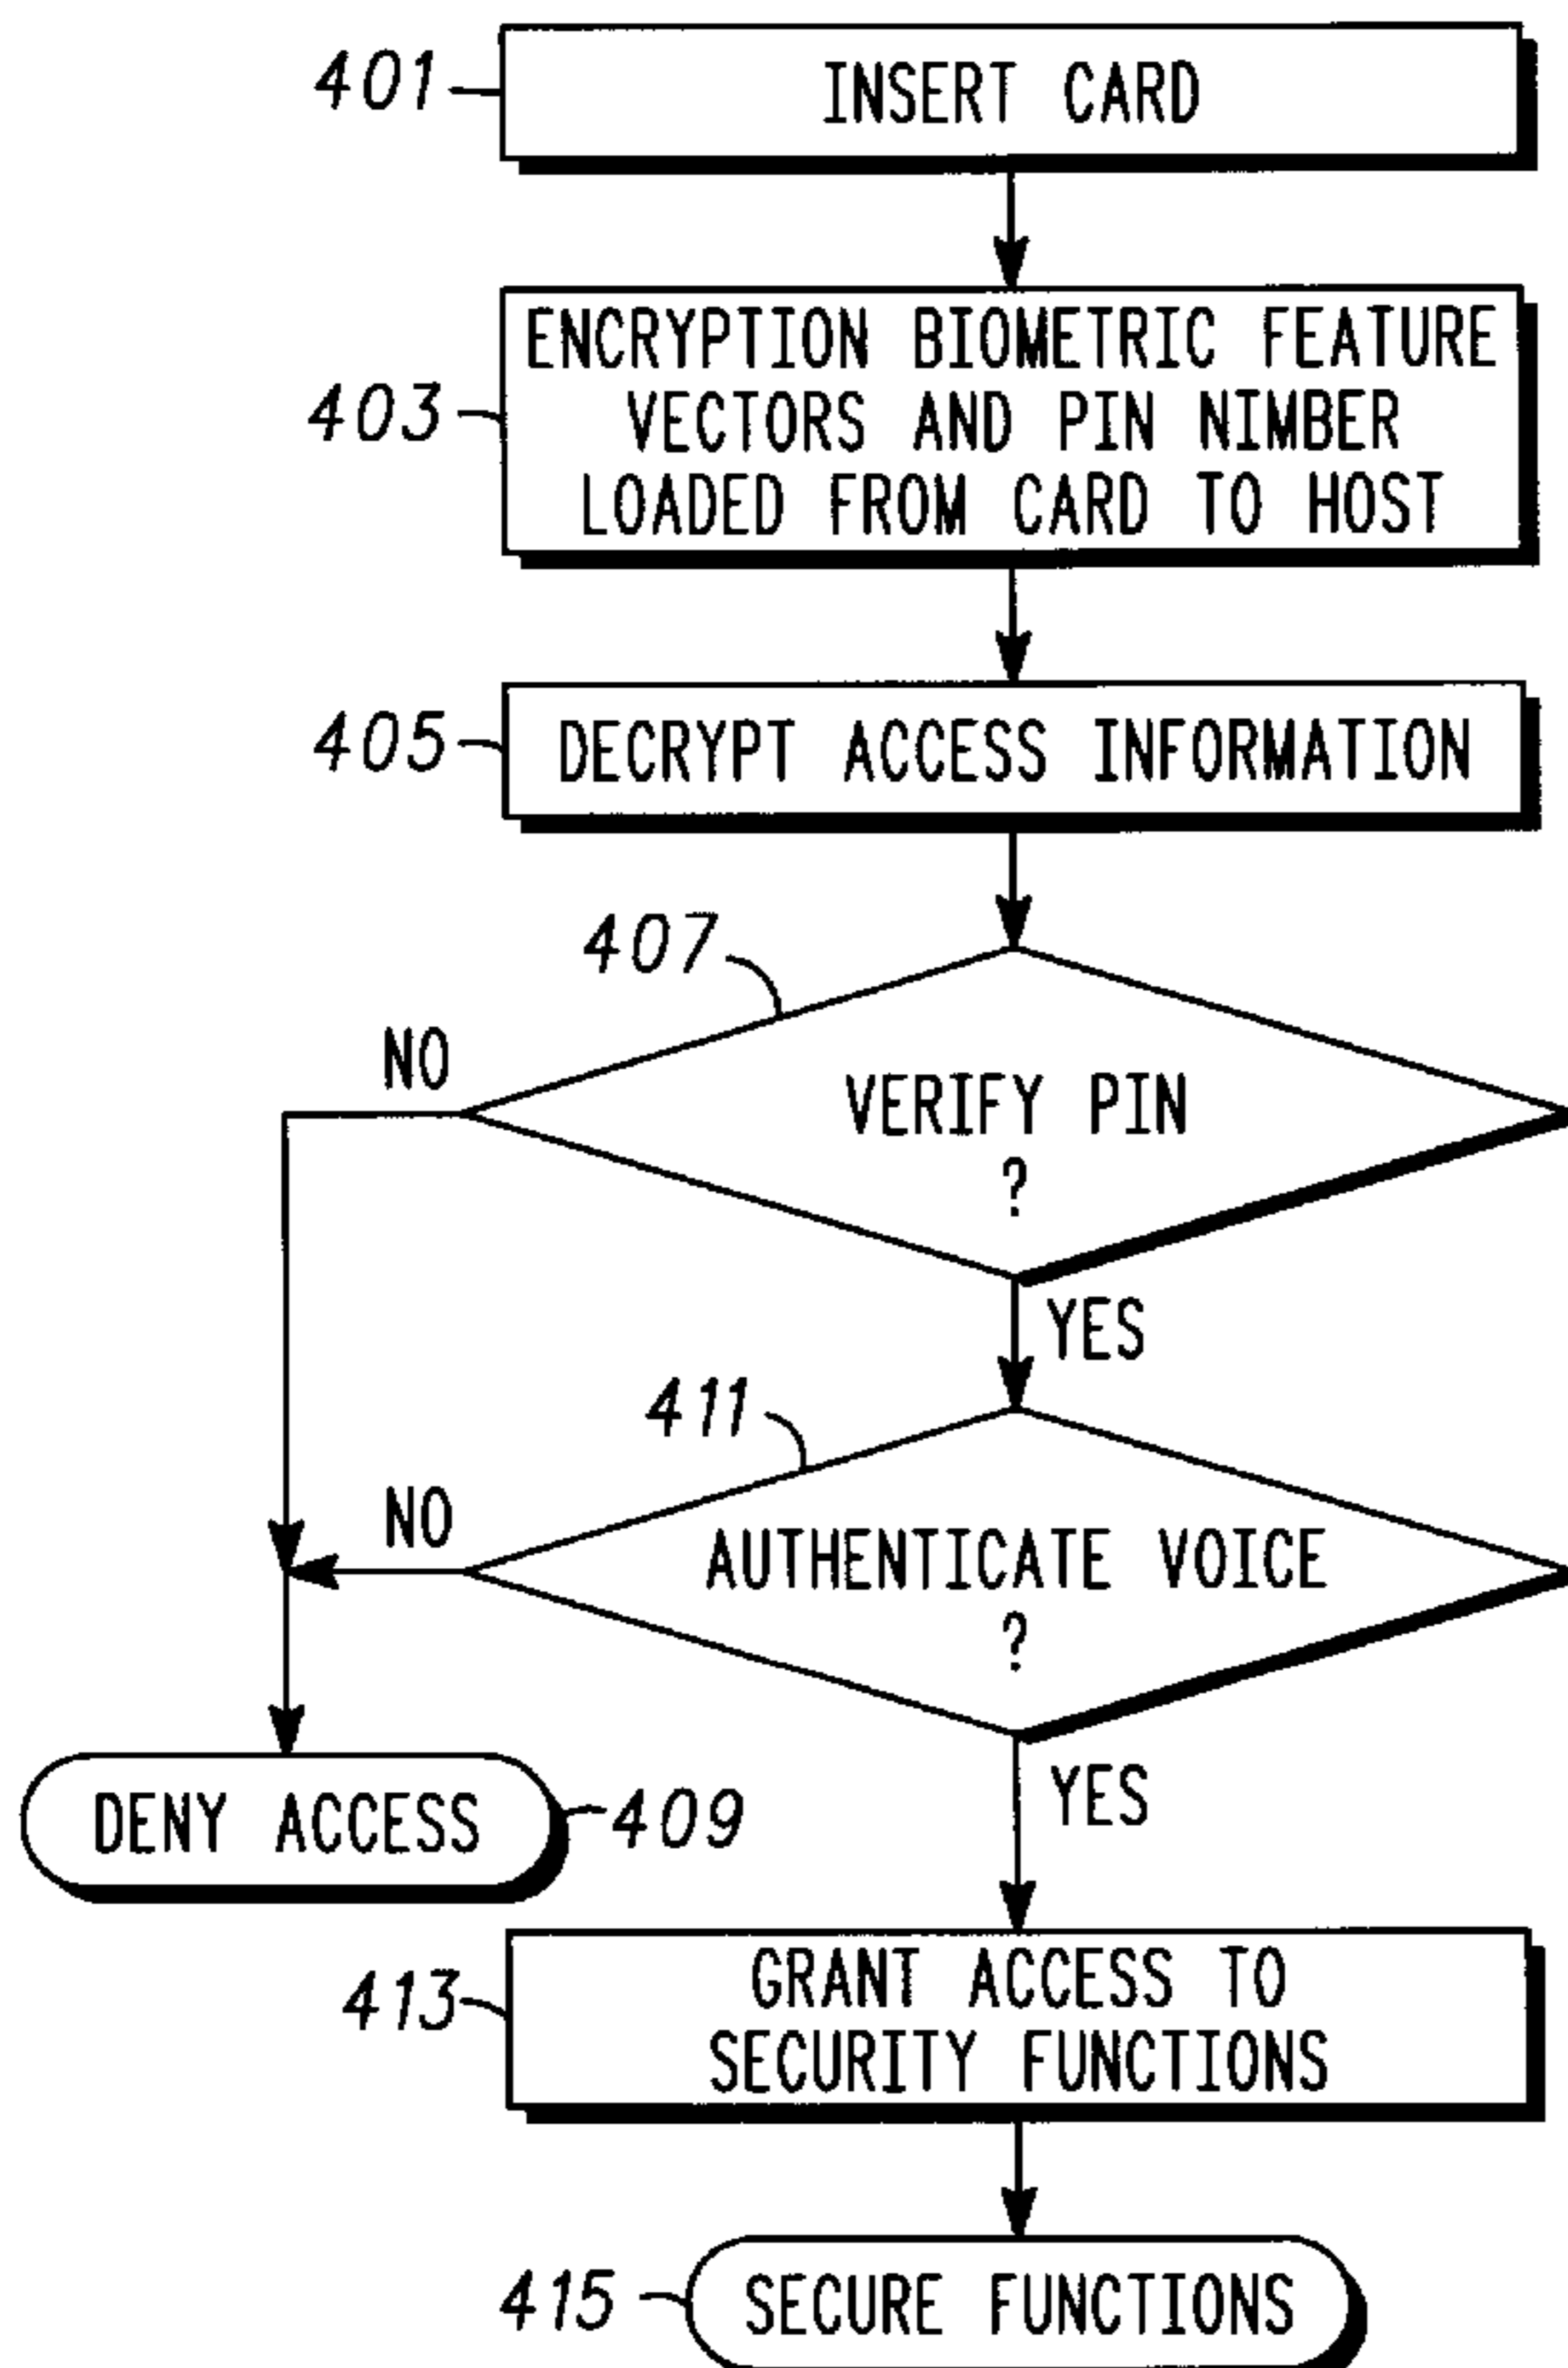 401
INSERT CARD
403
ENCRYPTION BIOMETRIC FEATURE
VECTORS AND PIN NIMBER
LOADED FROM CARD TO HOST
405
DECRYPT ACCESS INFORMATION
407
NO
VERIFY PIN
?
YES
411
NO
AUTHENTICATE VOICE
?
YES
DENY ACCESS
409
413
GRANT ACCESS TO
SECURITY FUNCTIONS
415
SECURE FUNCTIONS